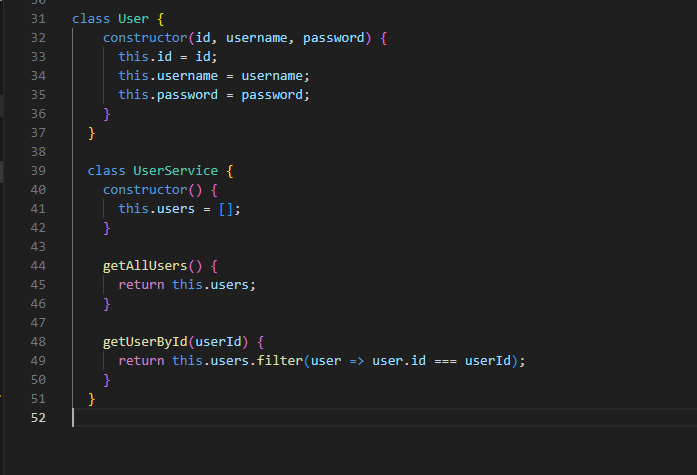 31 class User {
32 constructor(id, username, password) {
33 this.id = id;
34 this.username = username;
35 this.password = password;
36 }
37 }
38
39 class UserService {
40 constructor() {
41 this.users = [];
42 }
43
44 getAllUsers() {
45 return this.users;
46 }
47
48 getUserById(userId) {
49 return this.users.filter(user => user.id === userId);
50 }
51 }
52